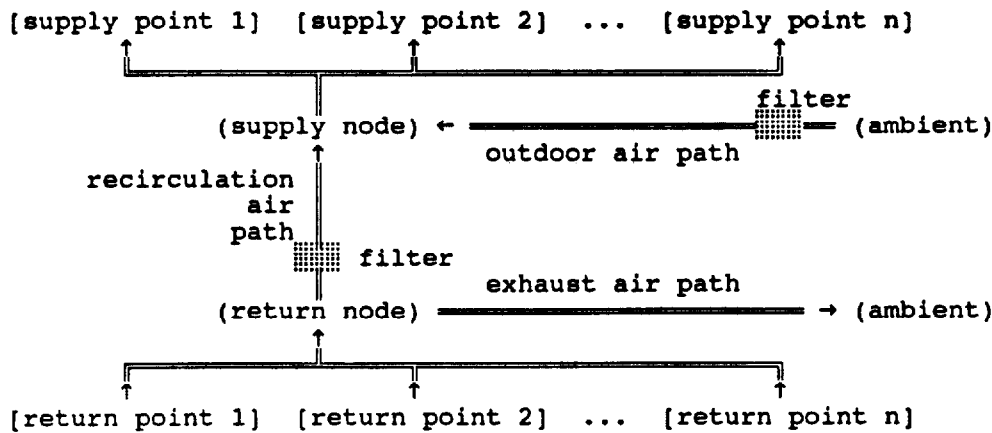 [supply point 1] [supply point 2] ... [supply point n]
filter
(supply node) ← (ambient)
outdoor air path
recirculation
air
path
filter
exhaust air path
(return node) → (ambient)
[return point 1] [return point 2] ... [return point n]